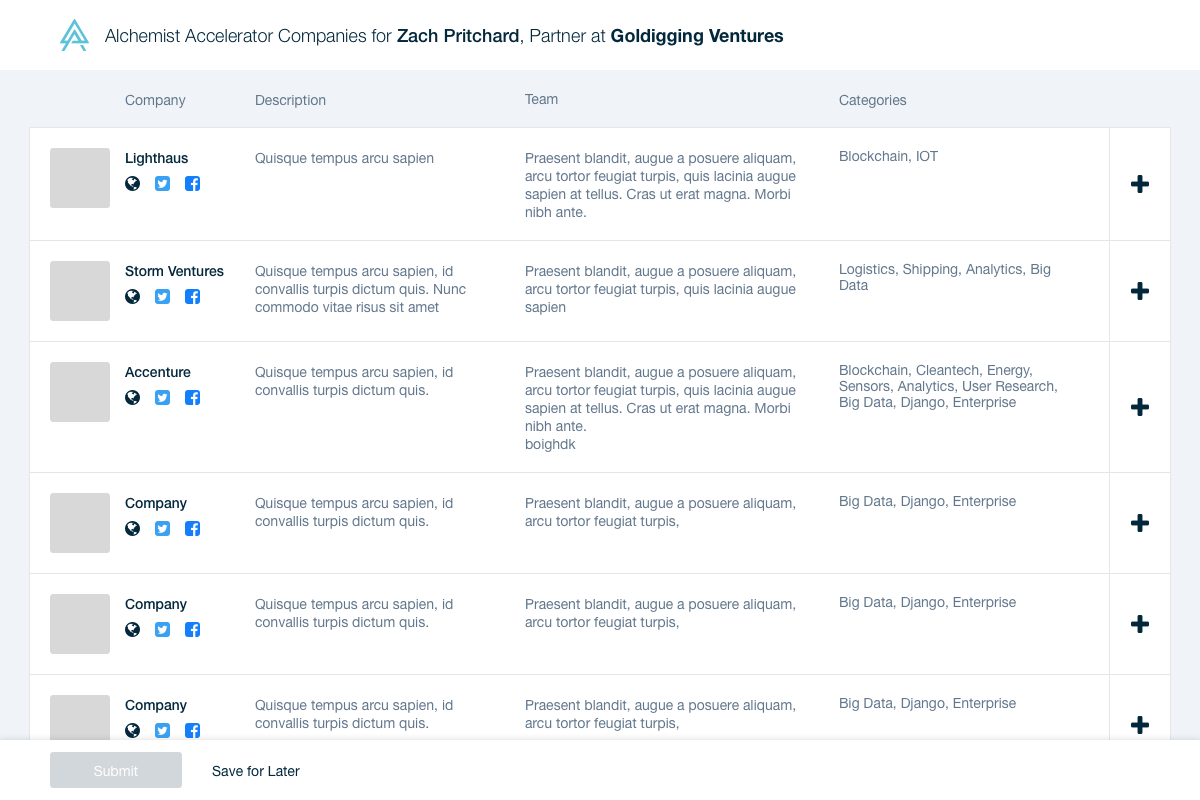 Alchemist Accelerator Companies for Zach Pritchard, Partner at Goldigging Ventures
Company Description Team Categories
Lighthaus
Quisque tempus arcu sapien
Praesent blandit, augue a posuere aliquam,
arcu tortor feugiat turpis, quis lacinia augue
sapien at tellus. Cras ut erat magna. Morbi
nibh ante.
Blockchain, IOT
Storm Ventures
Quisque tempus arcu sapien, id
convallis turpis dictum quis. Nunc
commodo vitae risus sit amet
Praesent blandit, augue a posuere aliquam,
arcu tortor feugiat turpis, quis lacinia augue
sapien
Logistics, Shipping, Analytics, Big
Data
Accenture
Quisque tempus arcu sapien, id
convallis turpis dictum quis.
Praesent blandit, augue a posuere aliquam,
arcu tortor feugiat turpis, quis lacinia augue
sapien at tellus. Cras ut erat magna. Morbi
nibh ante.
boighdk
Blockchain, Cleantech, Energy,
Sensors, Analytics, User Research,
Big Data, Django, Enterprise
Company
Quisque tempus arcu sapien, id
convallis turpis dictum quis.
Praesent blandit, augue a posuere aliquam,
arcu tortor feugiat turpis,
Big Data, Django, Enterprise
Company
Quisque tempus arcu sapien, id
convallis turpis dictum quis.
Praesent blandit, augue a posuere aliquam,
arcu tortor feugiat turpis,
Big Data, Django, Enterprise
Company
Quisque tempus arcu sapien, id
convallis turpis dictum quis.
Praesent blandit, augue a posuere aliquam,
arcu tortor feugiat turpis,
Big Data, Django, Enterprise
Submit
Save for Later